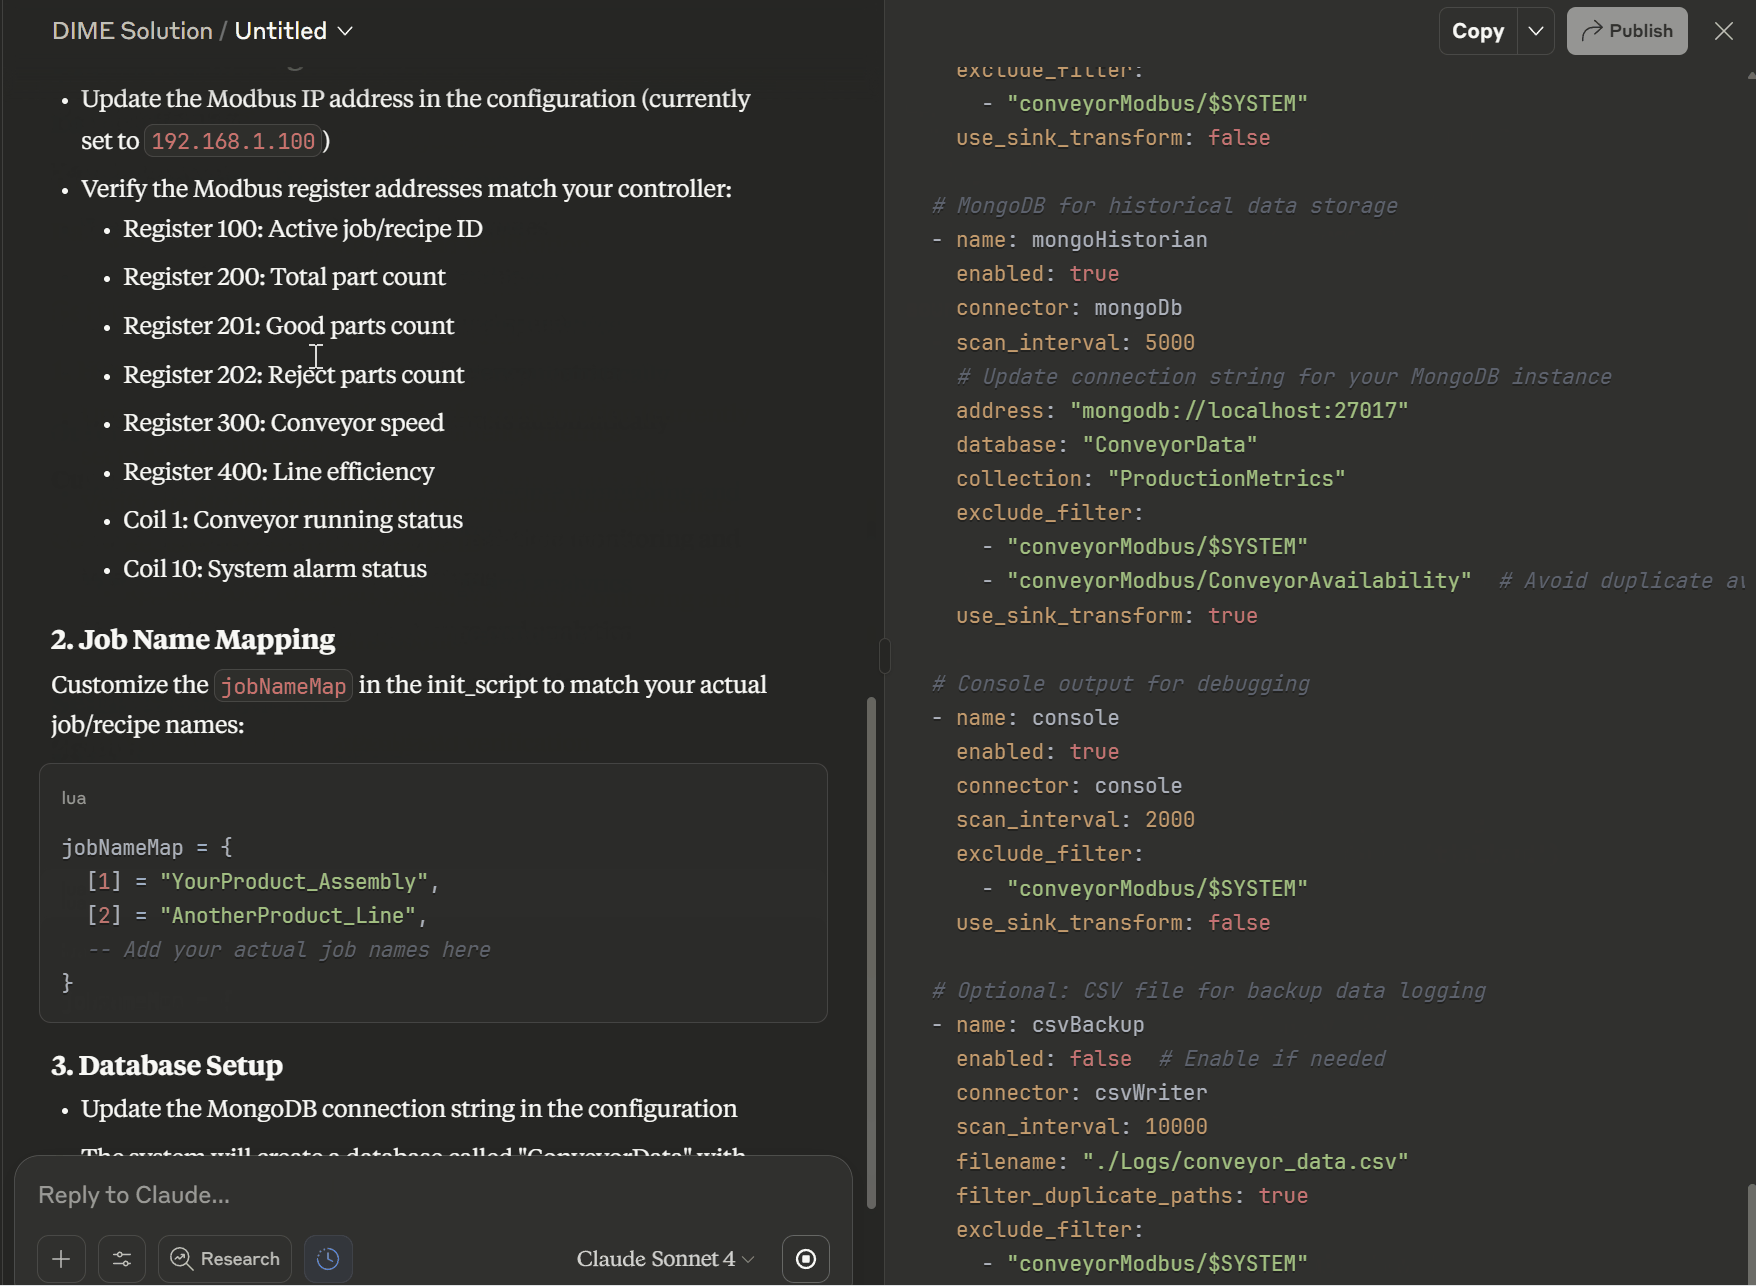 DIME Solution / Untitled
Update the Modbus IP address in the configuration (currently
set to 192.168.1.100)
Verify the Modbus register addresses match your controller:
Register 100: Active job/recipe ID
Register 200: Total part count
Register 201: Good parts count
Register 202: Reject parts count
Register 300: Conveyor speed
Register 400: Line efficiency
Coil 1: Conveyor running status
Coil 10: System alarm status
2. Job Name Mapping
Customize the jobNameMap in the init_script to match your actual
job/recipe names:
lua
jobNameMap = {
[1] = "YourProduct_Assembly",
[2] = "AnotherProduct_Line",
-- Add your actual job names here
}
3. Database Setup
Update the MongoDB connection string in the configuration
The system will create a database called "ConveyorData" with
Reply to Claude...
Research
Claude Sonnet 4
Copy
Publish
exclude_filter:
- "conveyorModbus/$SYSTEM"
use_sink_transform: false
# MongoDB for historical data storage
- name: mongoHistorian
enabled: true
connector: mongoDb
scan_interval: 5000
# Update connection string for your MongoDB instance
address: "mongodb://localhost:27017"
database: "ConveyorData"
collection: "ProductionMetrics"
exclude_filter:
- "conveyorModbus/$SYSTEM"
- "conveyorModbus/ConveyorAvailability" # Avoid duplicate av
use_sink_transform: true
# Console output for debugging
- name: console
enabled: true
connector: console
scan_interval: 2000
exclude_filter:
- "conveyorModbus/$SYSTEM"
use_sink_transform: false
# Optional: CSV file for backup data logging
- name: csvBackup
enabled: false # Enable if needed
connector: csvWriter
scan_interval: 10000
filename: "./Logs/conveyor_data.csv"
filter_duplicate_paths: true
exclude_filter:
- "conveyorModbus/$SYSTEM"